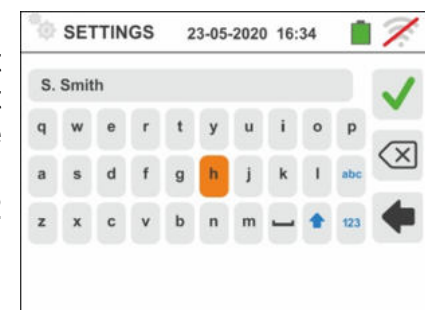 SETTINGS 23-05-2020 16:34
S. Smith
q w e r t y u i o p
a s d f g h j k l abc
z x c v b n m 123